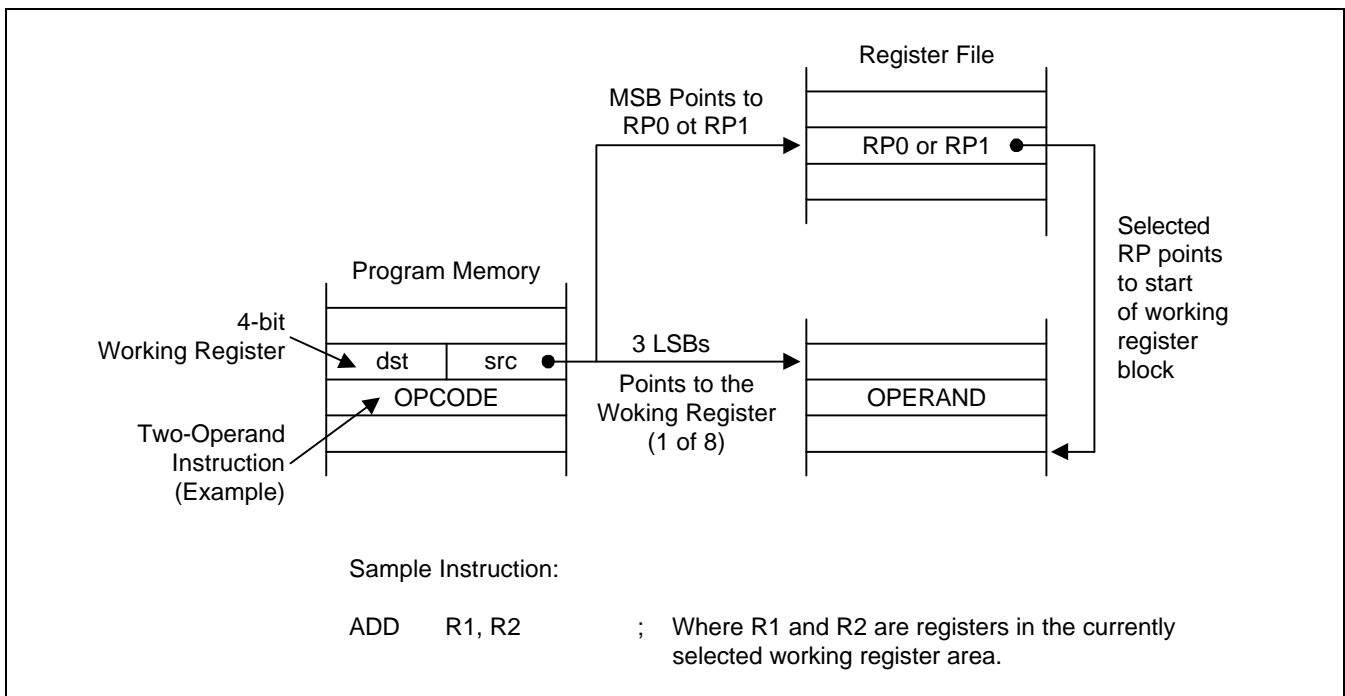 Register File
MSB Points to
RP0 ot RP1
RP0 or RP1
Selected
RP points
to start
of working
register
block
Program Memory
4-bit
Working Register
dst src
3 LSBs
OPCODE
Points to the
Woking Register
(1 of 8)
OPERAND
Two-Operand
Instruction
(Example)
Sample Instruction:
ADD R1, R2 ; Where R1 and R2 are registers in the currently
selected working register area.